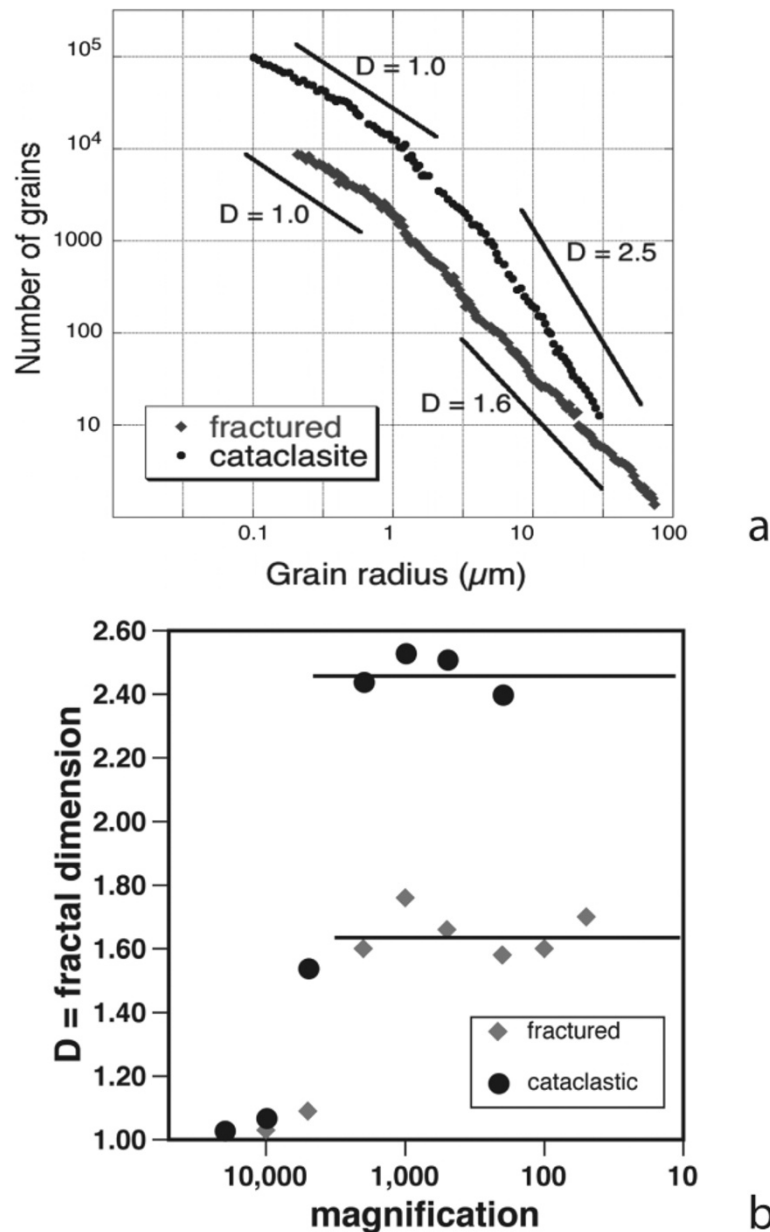 10⁵
D = 1.0
10⁴
D = 1.0
1000
D = 2.5
100
D = 1.6
10
fractured
cataclasite
Number of grains
0.1
1
10
100
Grain radius (µm)
a
2.60
2.40
2.20
2.00
1.80
1.60
1.40
1.20
1.00
D = fractal dimension
fractured
cataclastic
10,000
1,000
100
10
magnification
b